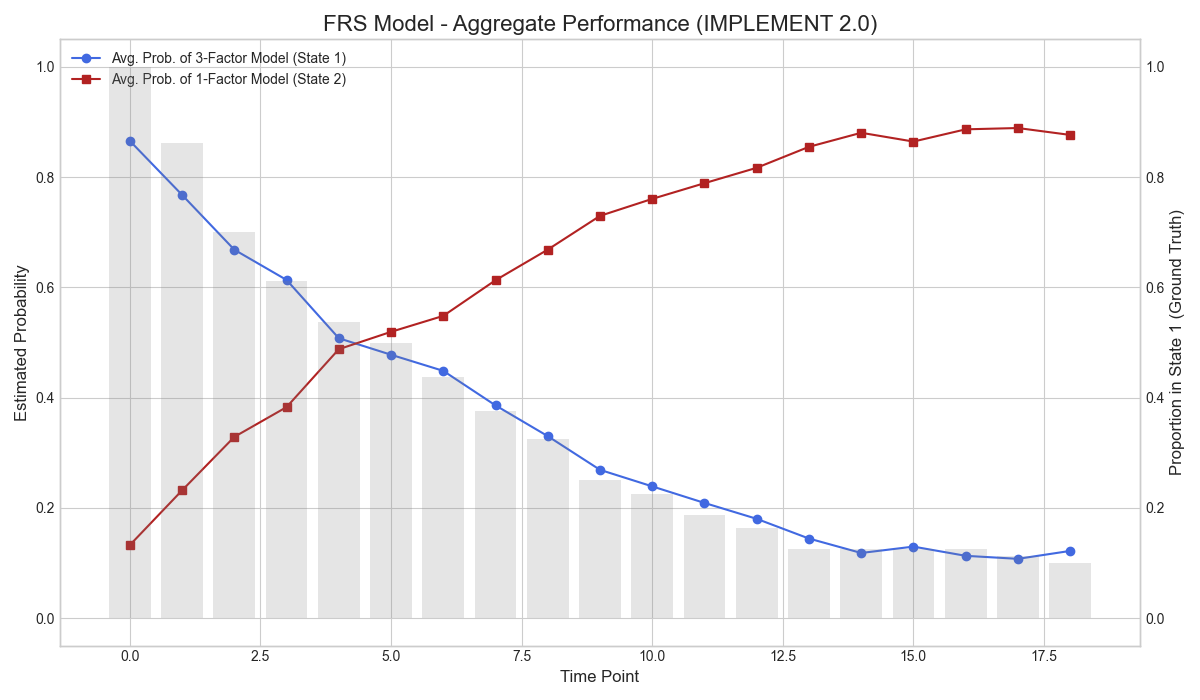 FRS Model - Aggregate Performance (IMPLEMENT 2.0)
Avg. Prob. of 3-Factor Model (State 1)
Avg. Prob. of 1-Factor Model (State 2)
Estimated Probability
1.0
0.8
0.6
0.4
0.2
0.0
1.0
0.8
0.6
0.4
0.2
0.0
Proportion in State 1 (Ground Truth)
0.0 2.5 5.0 7.5 10.0 12.5 15.0 17.5
Time Point